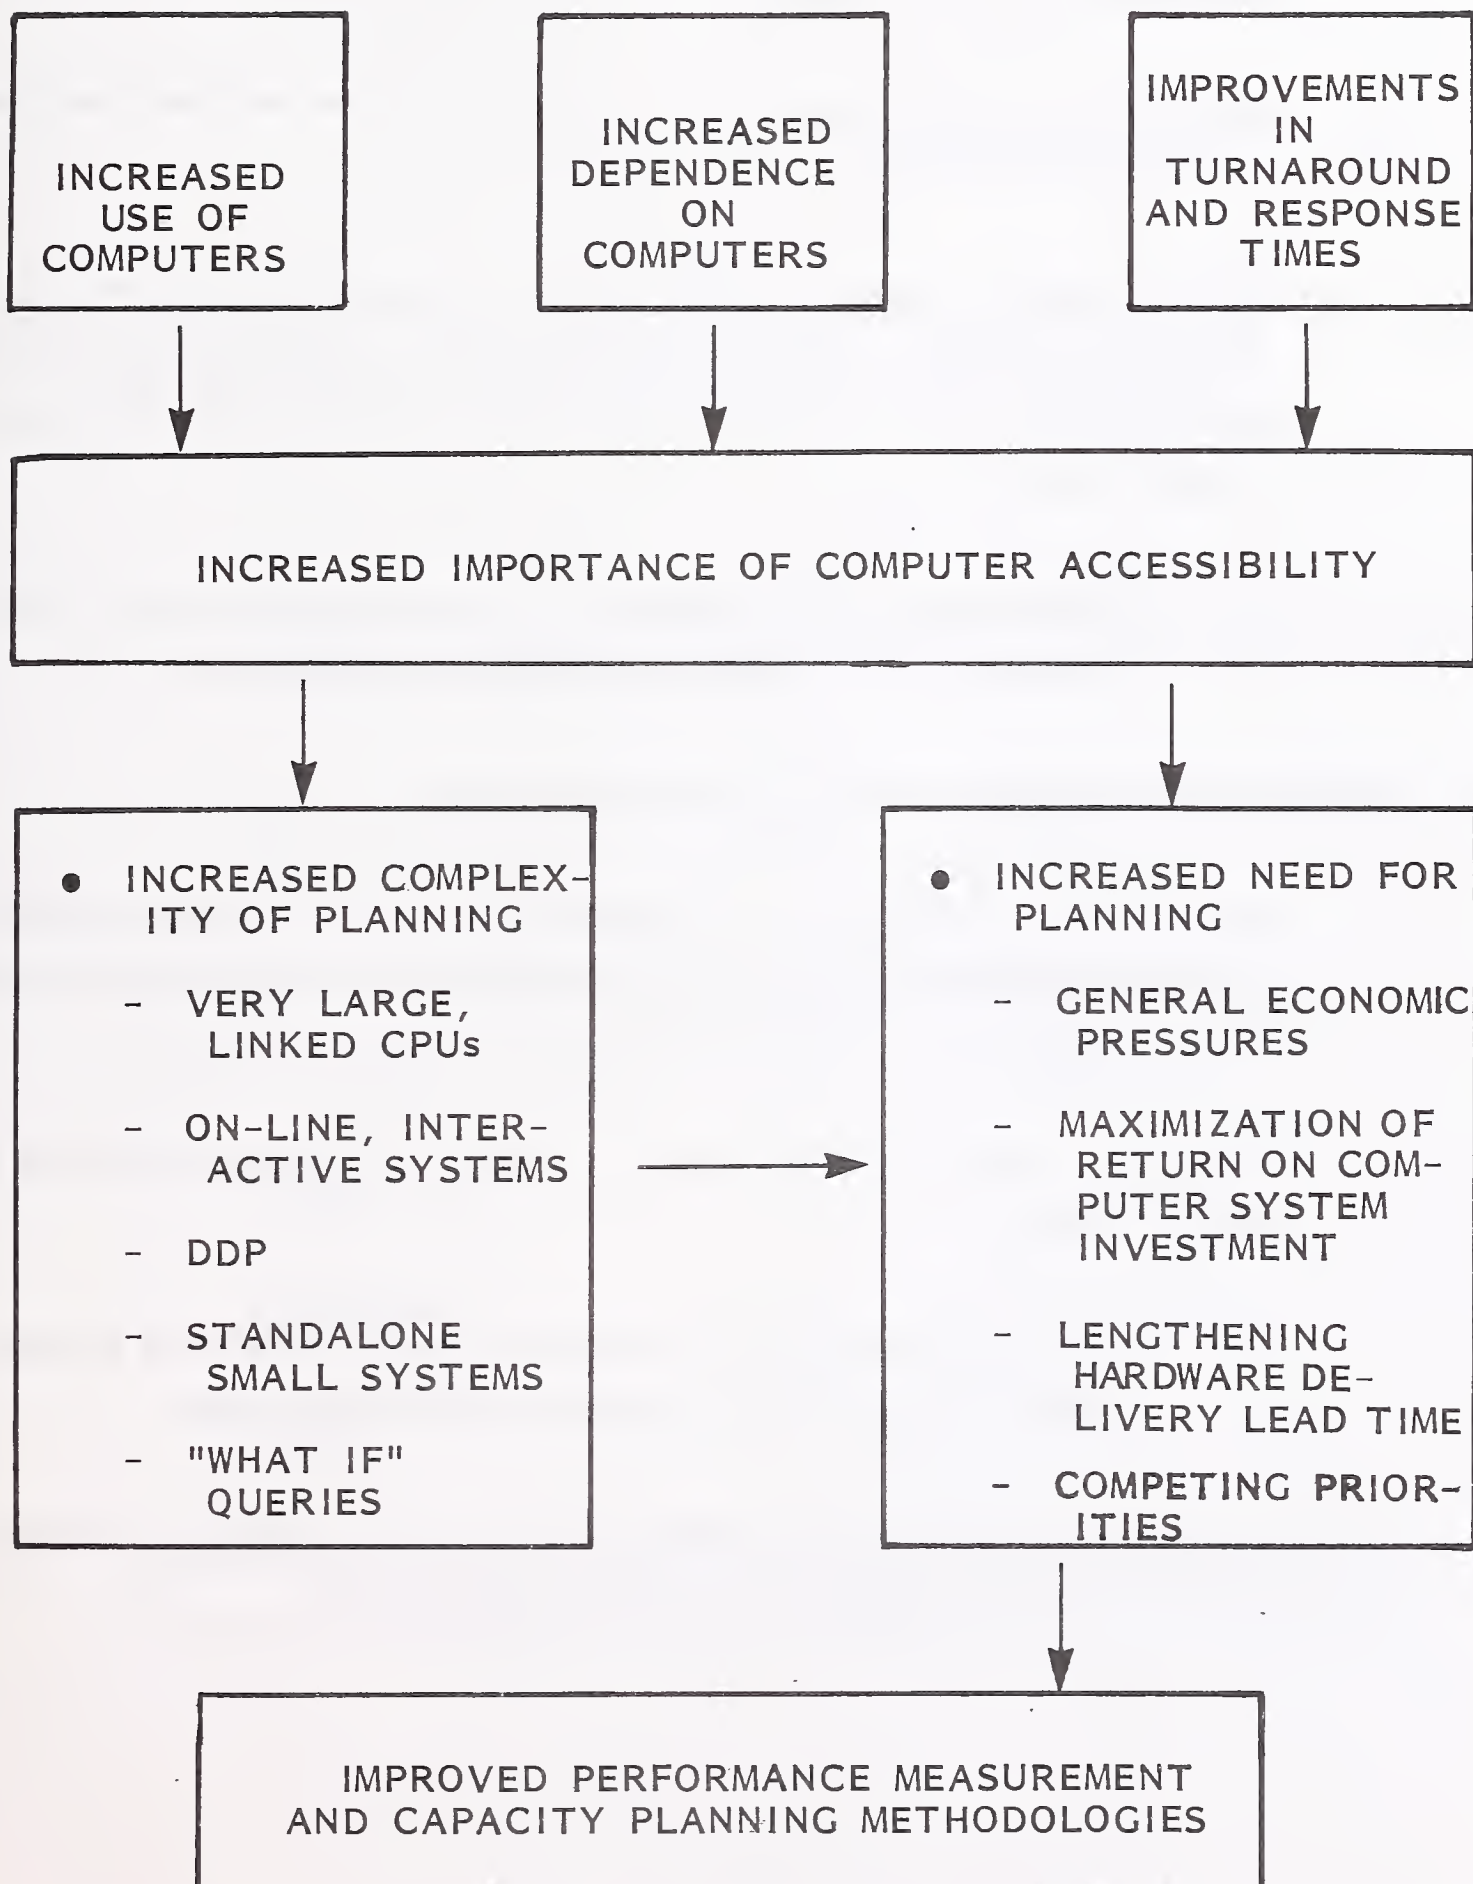 INCREASED
USE OF
COMPUTERS
INCREASED
DEPENDENCE
ON
COMPUTERS
IMPROVEMENTS
IN
TURNAROUND
AND RESPONSE
TIMES
INCREASED IMPORTANCE OF COMPUTER ACCESSIBILITY
● INCREASED COMPLEX-
ITY OF PLANNING
- VERY LARGE,
LINKED CPUs
- ON-LINE, INTER-
ACTIVE SYSTEMS
- DDP
- STANDALONE
SMALL SYSTEMS
- "WHAT IF"
QUERIES
● INCREASED NEED FOR
PLANNING
- GENERAL ECONOMIC
PRESSURES
- MAXIMIZATION OF
RETURN ON COM-
PUTER SYSTEM
INVESTMENT
- LENGTHENING
HARDWARE DE-
LIVERY LEAD TIME
- COMPETING PRIOR-
ITIES
IMPROVED PERFORMANCE MEASUREMENT
AND CAPACITY PLANNING METHODOLOGIES